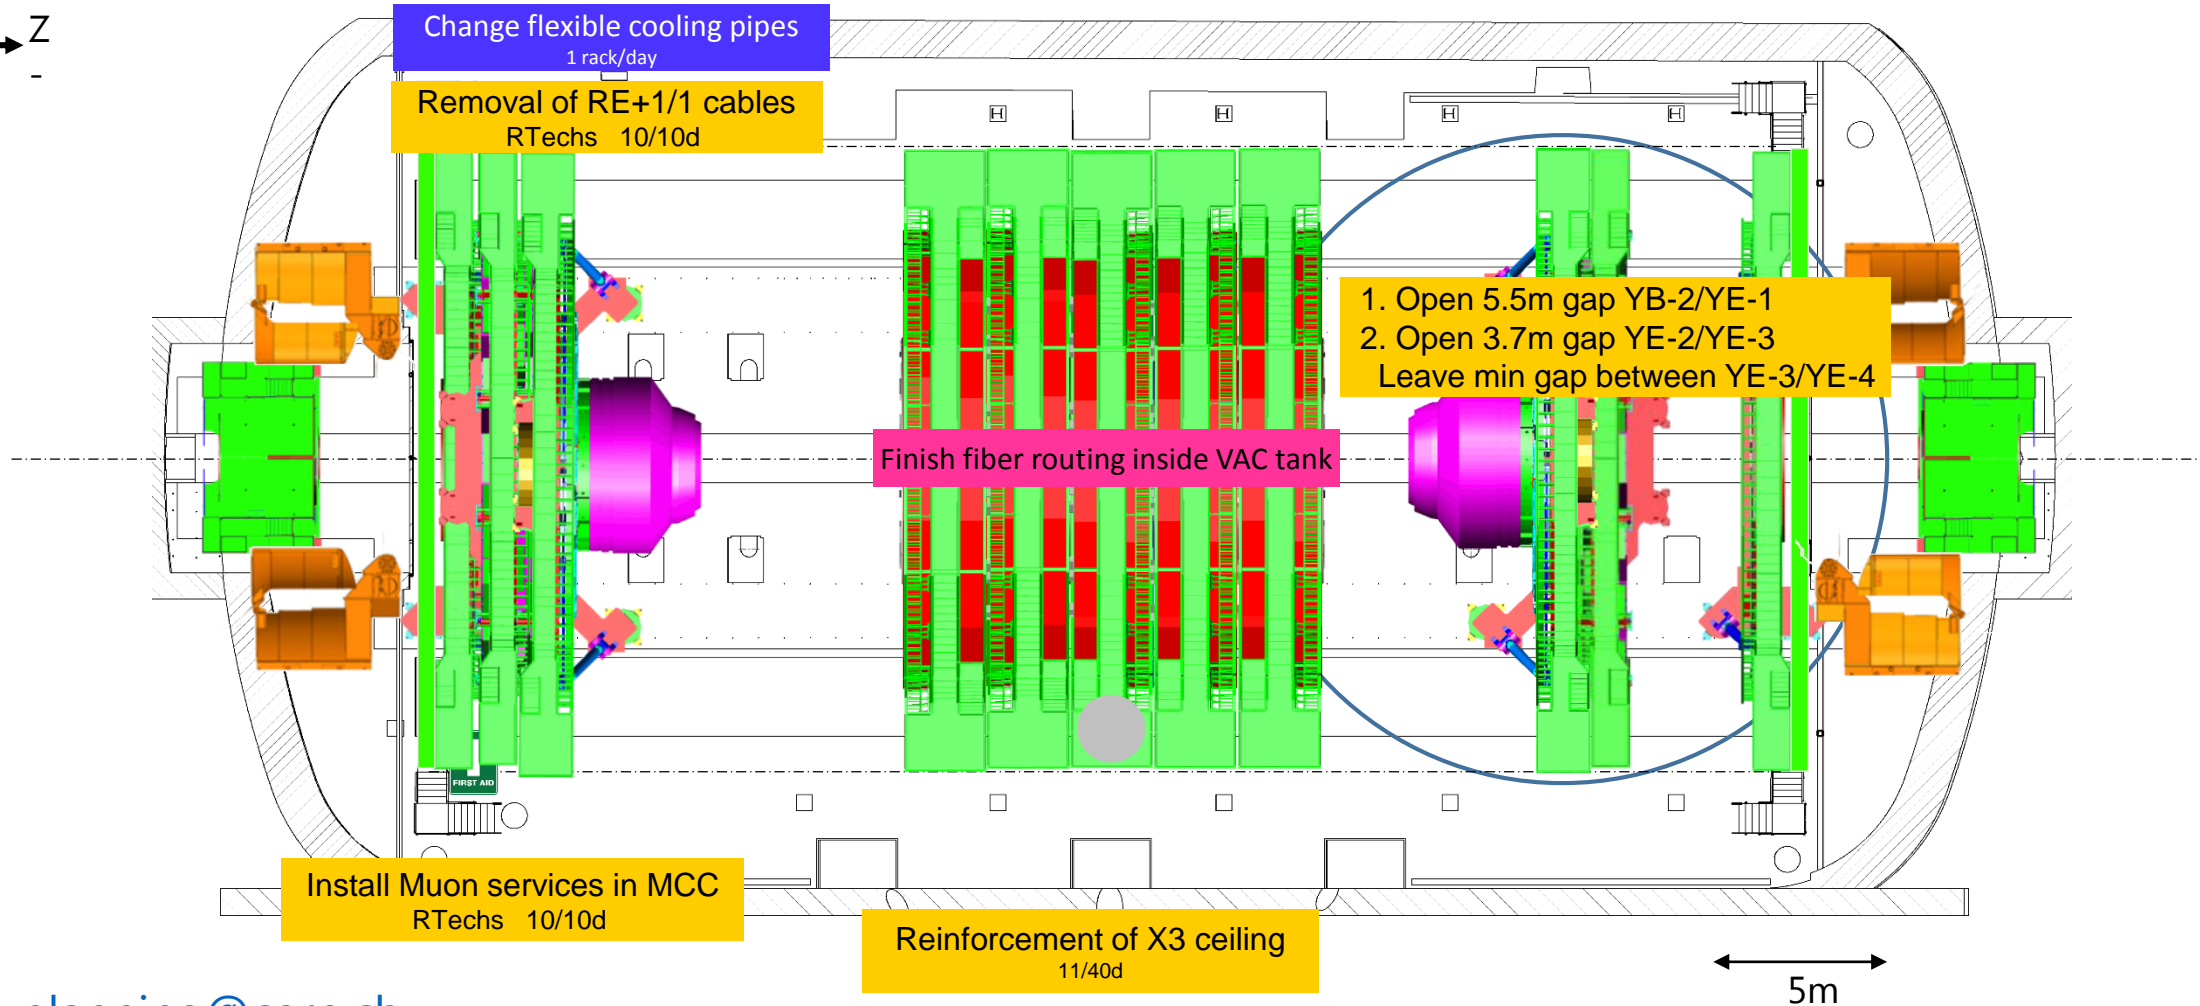 Z
-
Change flexible cooling pipes
1 rack/day
Removal of RE+1/1 cables
RTechs 10/10d
H
H
H
H
1. Open 5.5m gap YB-2/YE-1
2. Open 3.7m gap YE-2/YE-3
Leave min gap between YE-3/YE-4
Finish fiber routing inside VAC tank
FIRST AID
Install Muon services in MCC
RTechs 10/10d
Reinforcement of X3 ceiling
11/40d
5m